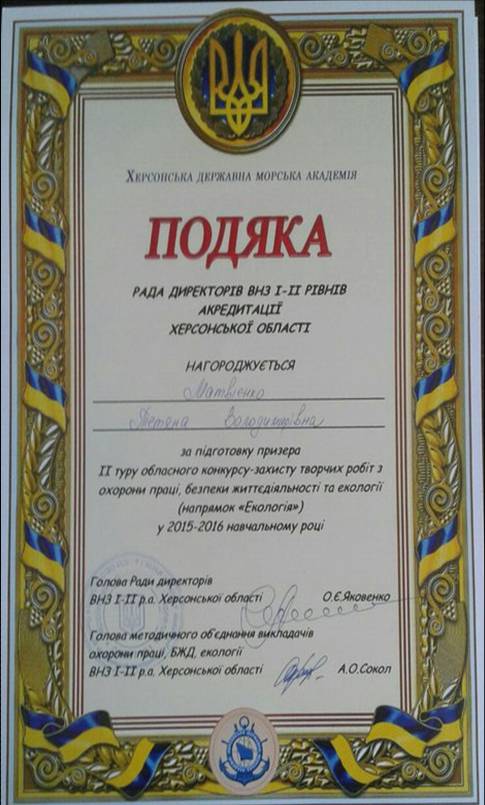 ХЕРСОНСЬКА ДЕРЖАВНА МОРСЬКА АКАДЕМІЯ
ПОДЯКА
РАДА ДИРЕКТОРІВ ВНЗ І-ІІ РІВНІВ
АКРЕДИТАЦІЇ
ХЕРСОНСЬКОЇ ОБЛАСТІ
НАГОРОДЖУЄТЬСЯ
Матвієнко
Тетяна Володимирівна
за підготовку призера
ІІ туру обласного конкурсу-захисту творчих робіт з
охорони праці, безпеки життєдіяльності та екології
(напрямок «Екологія»)
у 2015-2016 навчальному році
Голова Ради директорів
ВНЗ І-ІІ р.а. Херсонської області О.Є.Яковенко
Голова методичного об'єднання викладачів
охорони праці, БЖД, екології
ВНЗ І-ІІ р.а. Херсонської області А.О.Сокол